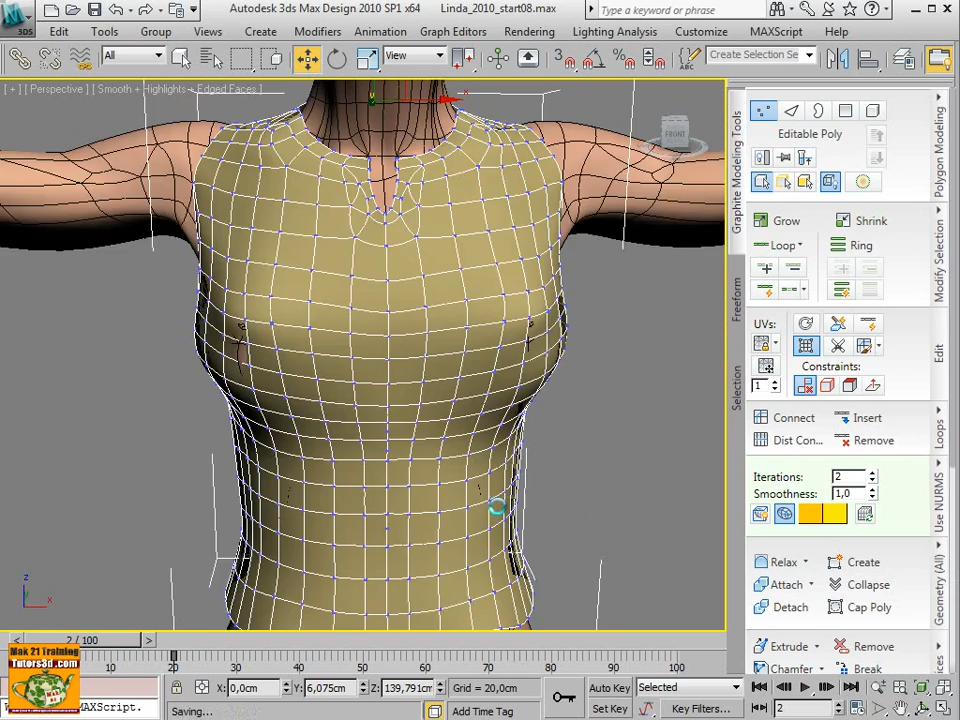 Autodesk 3ds Max Design 2010 SP1 x64 Linda_2010_start08.max
Type a keyword or phrase
3DS
Edit Tools Group Views Create Modifiers Animation Graph Editors Rendering Lighting Analysis Customize MAXScript Help
All
View
Create Selection Se
[ + ] [ Perspective ] [ Smooth + Highlights + Edged Faces ]
x
FRONT
Graphite Modeling Tools
Freeform
Selection
Editable Poly
Polygon Modeling
Grow Shrink
Loop Ring
Modify Selection
UVs:
Constraints:
1
Edit
Connect Insert
Dist Con... Remove
Loops
Iterations: 2
Smoothness: 1,0
Use NURMS
Relax Create
Attach Collapse
Detach Cap Poly
Geometry (All)
Extrude Remove
Chamfer Break
z
x
2 / 100
10 20 30 40 50 60 70 80 90 100
Mak 21 Training
Tutors3d.com
MAXScript.
X: 0,0cm Y: 6,075cm Z: 139,791cm Grid = 20,0cm
Saving...
Add Time Tag
Auto Key Selected
Set Key Key Filters...
2